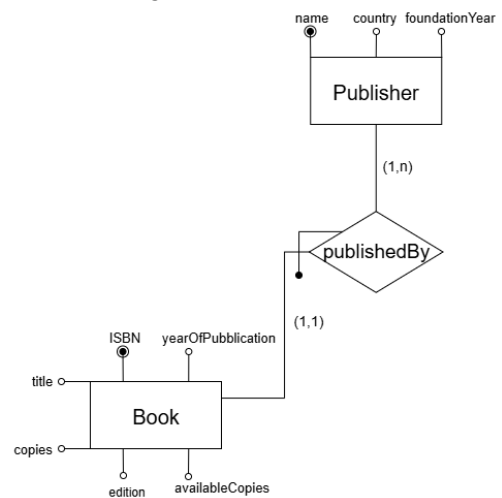 name country foundationYear
Publisher
(1,n)
publishedBy
(1,1)
ISBN yearOfPubblication
title
Book
copies
edition availableCopies